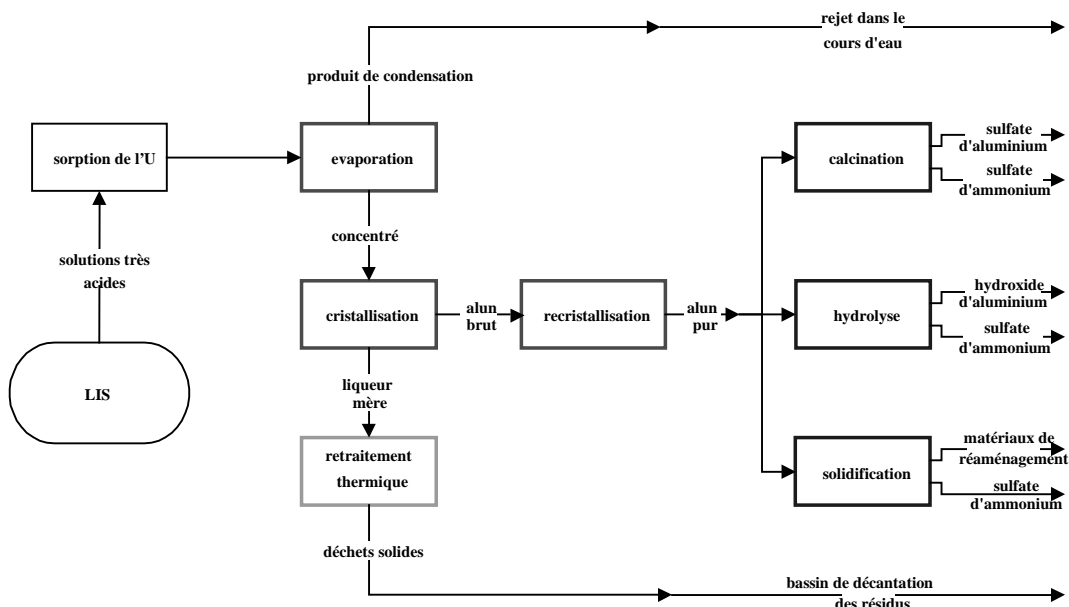 rejet dans le
cours d'eau
produit de condensation
sorption de l'U
evaporation
calcination
sulfate
d'aluminium
sulfate
d'ammonium
concentré
solutions très
acides
cristallisation
alun
brut
recristallisation
alun
pur
hydrolyse
hydroxide
d'aluminium
sulfate
d'ammonium
LIS
liqueur
mère
retraitement
thermique
solidification
matériaux de
réaménagement
sulfate
d'ammonium
déchets solides
bassin de décantation
des résidus